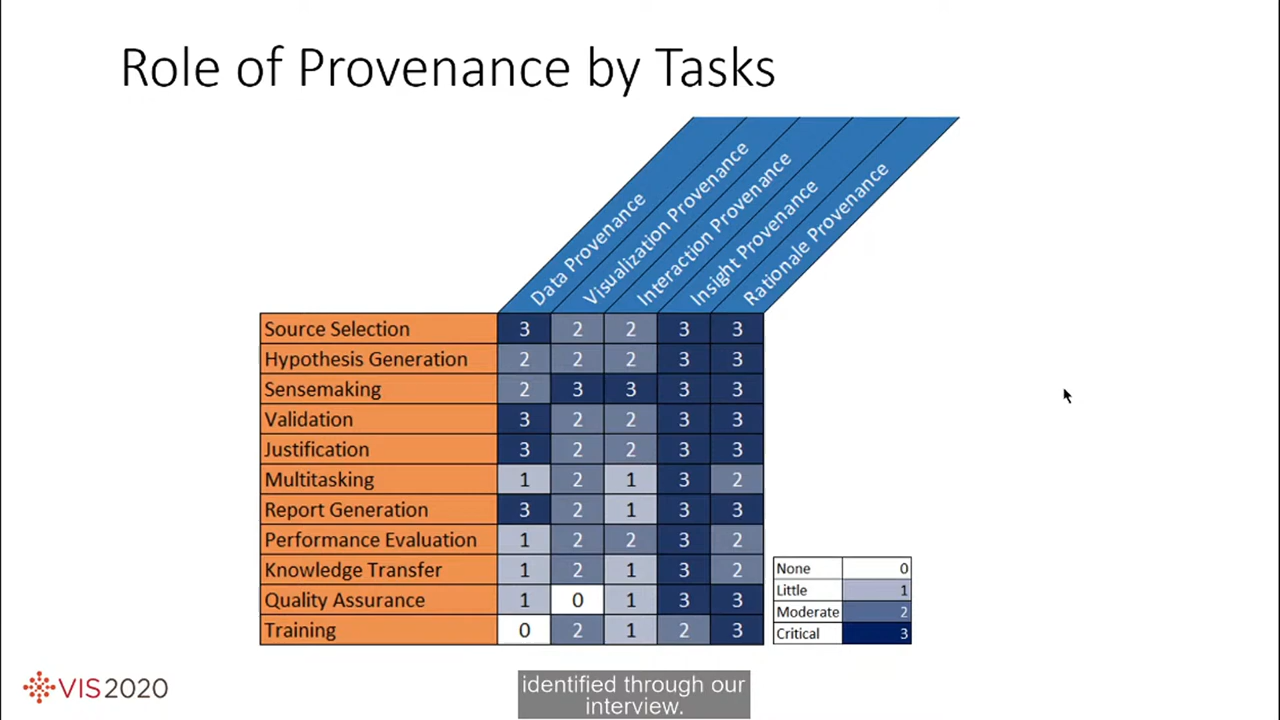 Role of Provenance by Tasks
Data Provenance
Visualization Provenance
Interaction Provenance
Insight Provenance
Rationale Provenance
Source Selection 3 2 2 3 3
Hypothesis Generation 2 2 2 3 3
Sensemaking 2 3 3 3 3
Validation 3 2 2 3 3
Justification 3 2 2 3 3
Multitasking 1 2 1 3 2
Report Generation 3 2 1 3 3
Performance Evaluation 1 2 2 3 2
Knowledge Transfer 1 2 1 3 2
Quality Assurance 1 0 1 3 3
Training 0 2 1 2 3
None 0
Little 1
Moderate 2
Critical 3
VIS2020
identified through our
interview.